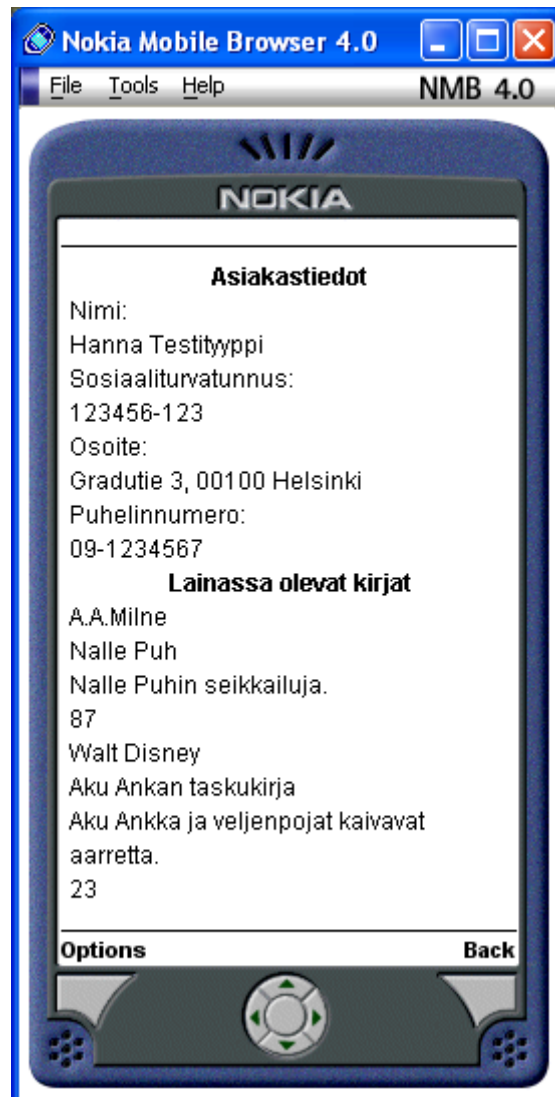 Nokia Mobile Browser 4.0
File Tools Help NMB 4.0
NOKIA
Asiakastiedot
Nimi:
Hanna Testityyppi
Sosiaaliturvatunnus:
123456-123
Osoite:
Gradutie 3, 00100 Helsinki
Puhelinnumero:
09-1234567
Lainassa olevat kirjat
A.A.Milne
Nalle Puh
Nalle Puhin seikkailuja.
87
Walt Disney
Aku Ankan taskukirja
Aku Ankka ja veljenpojat kaivavat
aarretta.
23
Options Back